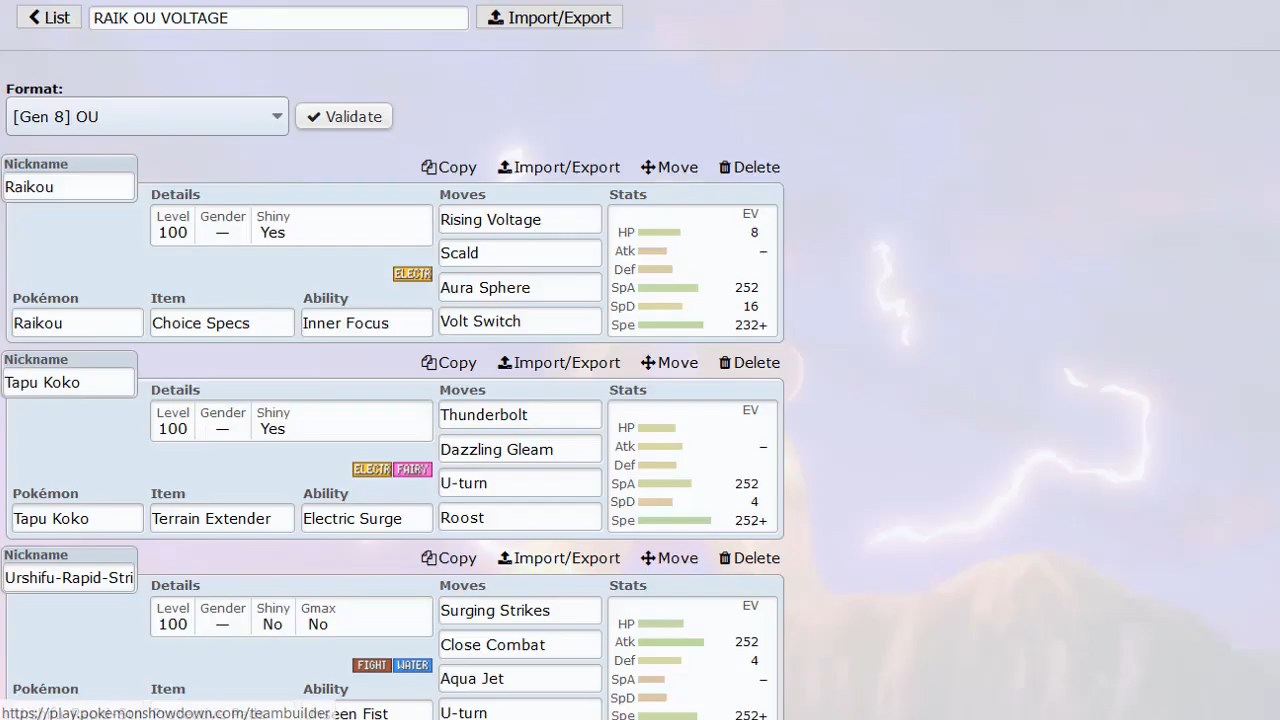 List
RAIK OU VOLTAGE
Import/Export
Format:
[Gen 8] OU
Validate
Nickname
Raikou
Copy
Import/Export
Move
Delete
Details
Level
Gender
Shiny
100
—
Yes
ELECTR
Pokémon
Item
Ability
Raikou
Choice Specs
Inner Focus
Moves
Rising Voltage
Scald
Aura Sphere
Volt Switch
Stats
EV
HP 8
Atk –
Def
SpA 252
SpD 16
Spe 232+
Nickname
Tapu Koko
Copy
Import/Export
Move
Delete
Details
Level
Gender
Shiny
100
—
Yes
ELECTR FAIRY
Pokémon
Item
Ability
Tapu Koko
Terrain Extender
Electric Surge
Moves
Thunderbolt
Dazzling Gleam
U-turn
Roost
Stats
EV
HP
Atk –
Def
SpA 252
SpD 4
Spe 252+
Nickname
Urshifu-Rapid-Stri
Copy
Import/Export
Move
Delete
Details
Level
Gender
Shiny
Gmax
100
—
No
No
FIGHT WATER
Pokémon
Item
Ability
een Fist
Moves
Surging Strikes
Close Combat
Aqua Jet
U-turn
Stats
EV
HP
Atk 252
Def 4
SpA –
SpD
Spe 252+
https://play.pokemonshowdown.com/teambuilder